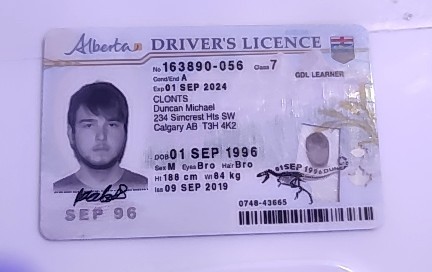 Alberta DRIVER'S LICENCE
No 163890-056 Class 7
GDL LEARNER
Cond/End A
Exp 01 SEP 2024
CLONTS
Duncan Michael
234 Simcrest Hts SW
Calgary AB T3H 4K2
DOB 01 SEP 1996
Sex M Eyes Bro Hair Bro
Ht 188 cm Wt 84 kg
Iss 09 SEP 2019
01SEP 1996
SEP 96
0748-43665